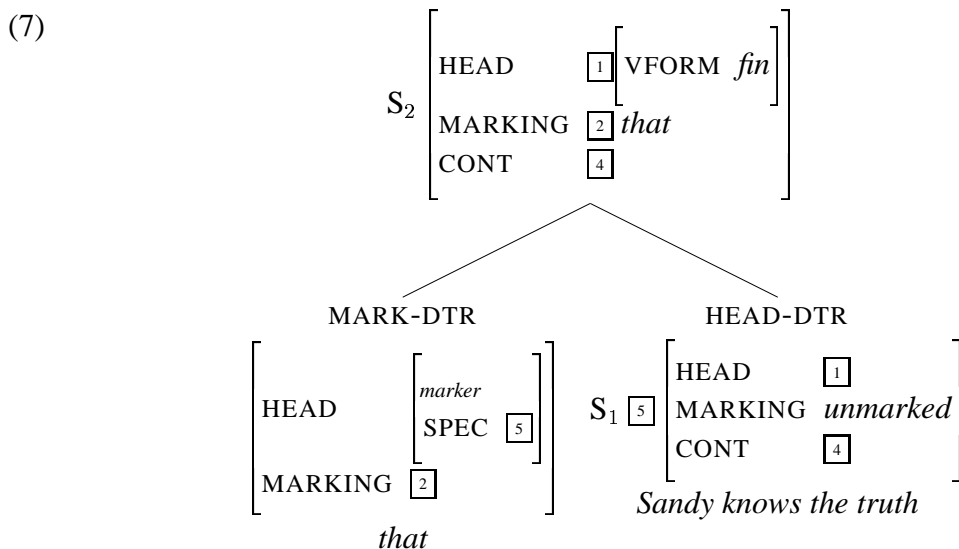 (7)
S₂ [HEAD 1 [VFORM fin]
MARKING 2 that
CONT 4]
MARK-DTR HEAD-DTR
[HEAD [marker
SPEC 5]
MARKING 2]
that
S₁ 5 [HEAD 1
MARKING unmarked
CONT 4]
Sandy knows the truth